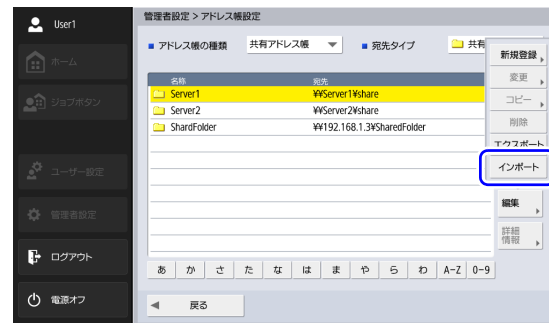 User1
ホーム
ジョブボタン
ユーザー設定
管理者設定
ログアウト
電源オフ
管理者設定 > アドレス帳設定
アドレス帳の種類 共有アドレス帳 宛先タイプ 共有
名称 宛先
Server1 ¥¥Server1¥share
Server2 ¥¥Server2¥share
ShardFolder ¥¥192.168.1.3¥SharedFolder
新規登録
変更
コピー
削除
エクスポート
インポート
編集
詳細
情報
あ か さ た な は ま や ら わ A-Z 0-9
戻る